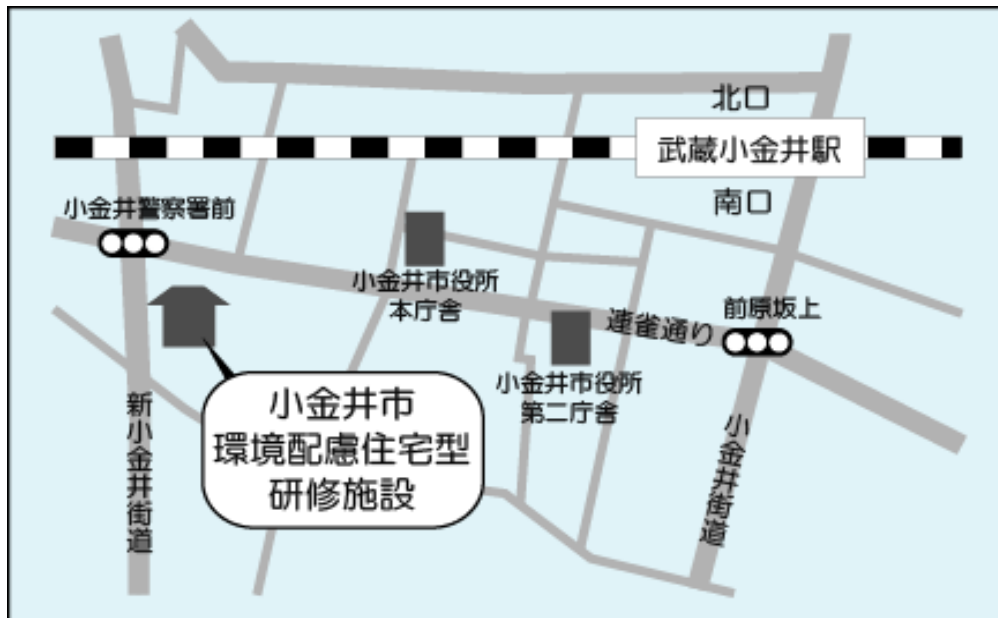 北口
武蔵小金井駅
南口
小金井警察署前
小金井市役所
本庁舎
連雀通り
前原坂上
小金井市役所
第二庁舎
小金井市
環境配慮住宅型
研修施設
新小金井街道
小金井街道